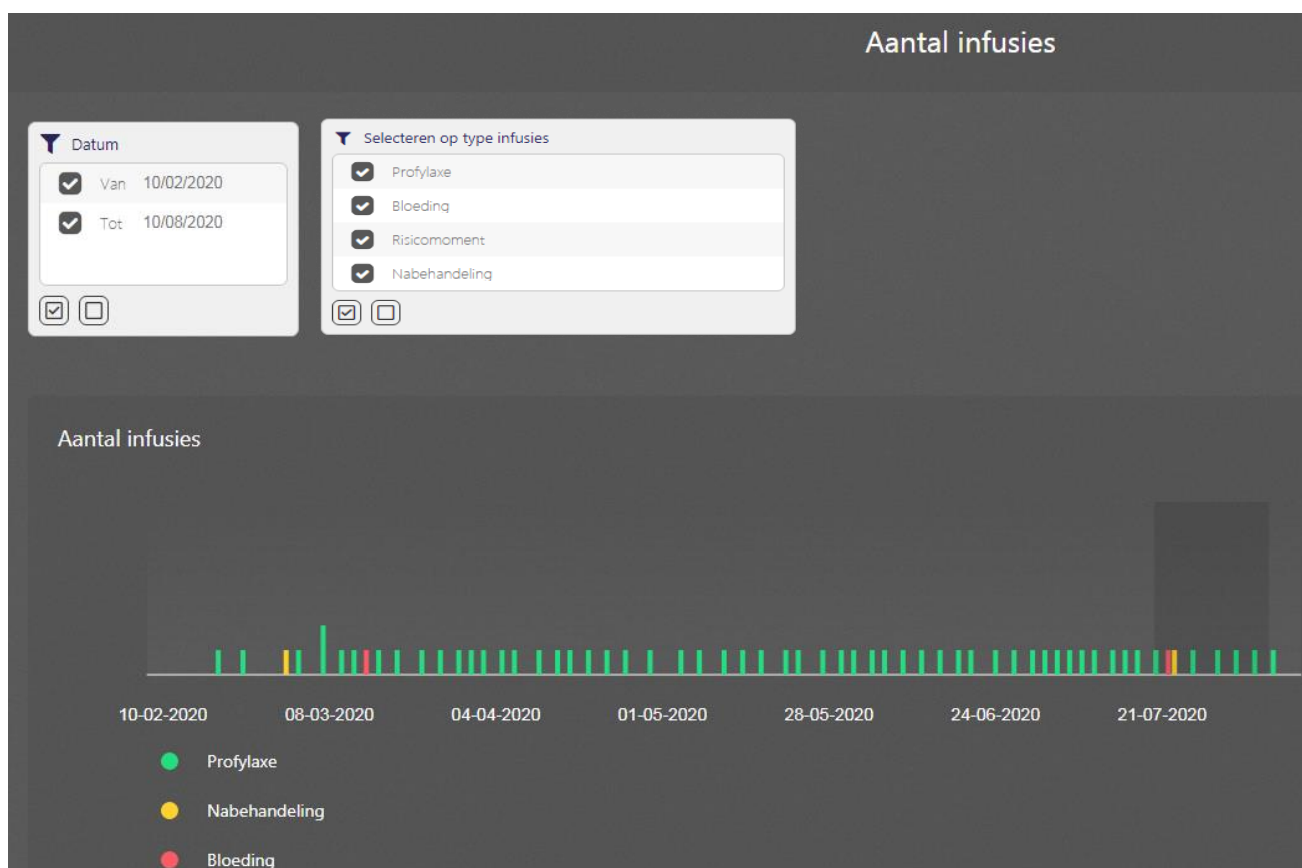 Aantal infusies
Datum
Van 10/02/2020
Tot 10/08/2020
Selecteren op type infusies
Profylaxe
Bloeding
Risicomoment
Nabehandeling
Aantal infusies
10-02-2020 08-03-2020 04-04-2020 01-05-2020 28-05-2020 24-06-2020 21-07-2020
Profylaxe
Nabehandeling
Bloeding